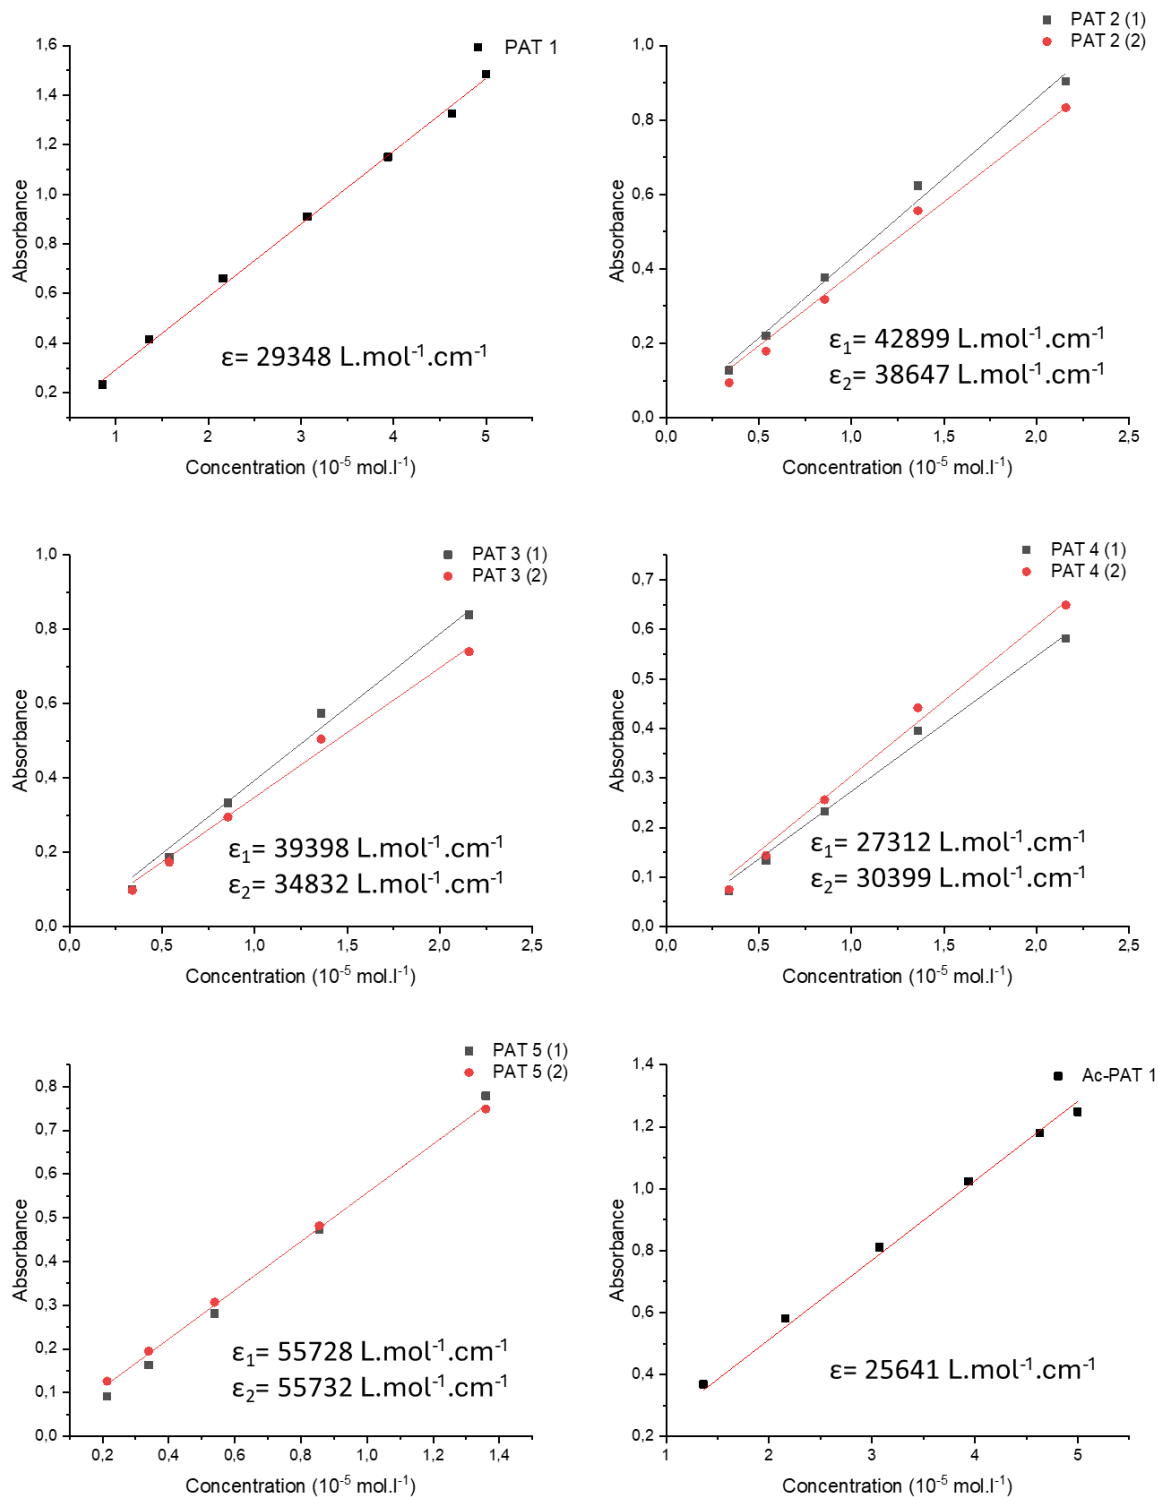 PAT 1
1,6
1,4
1,2
1,0
0,8
0,6
0,4
0,2
Absorbance
ε= 29348 L.mol⁻¹.cm⁻¹
1 2 3 4 5
Concentration (10⁻⁵ mol.l⁻¹)
PAT 2 (1)
PAT 2 (2)
1,0
0,8
0,6
0,4
0,2
0,0
Absorbance
ε₁= 42899 L.mol⁻¹.cm⁻¹
ε₂= 38647 L.mol⁻¹.cm⁻¹
0,0 0,5 1,0 1,5 2,0 2,5
Concentration (10⁻⁵ mol.l⁻¹)
PAT 3 (1)
PAT 3 (2)
1,0
0,8
0,6
0,4
0,2
0,0
Absorbance
ε₁= 39398 L.mol⁻¹.cm⁻¹
ε₂= 34832 L.mol⁻¹.cm⁻¹
0,0 0,5 1,0 1,5 2,0 2,5
Concentration (10⁻⁵ mol.l⁻¹)
PAT 4 (1)
PAT 4 (2)
0,7
0,6
0,5
0,4
0,3
0,2
0,1
0,0
Absorbance
ε₁= 27312 L.mol⁻¹.cm⁻¹
ε₂= 30399 L.mol⁻¹.cm⁻¹
0,0 0,5 1,0 1,5 2,0 2,5
Concentration (10⁻⁵ mol.l⁻¹)
PAT 5 (1)
PAT 5 (2)
0,8
0,7
0,6
0,5
0,4
0,3
0,2
0,1
0,0
Absorbance
ε₁= 55728 L.mol⁻¹.cm⁻¹
ε₂= 55732 L.mol⁻¹.cm⁻¹
0,2 0,4 0,6 0,8 1,0 1,2 1,4
Concentration (10⁻⁵ mol.l⁻¹)
Ac-PAT 1
1,4
1,2
1,0
0,8
0,6
0,4
0,2
Absorbance
ε= 25641 L.mol⁻¹.cm⁻¹
1 2 3 4 5
Concentration (10⁻⁵ mol.l⁻¹)